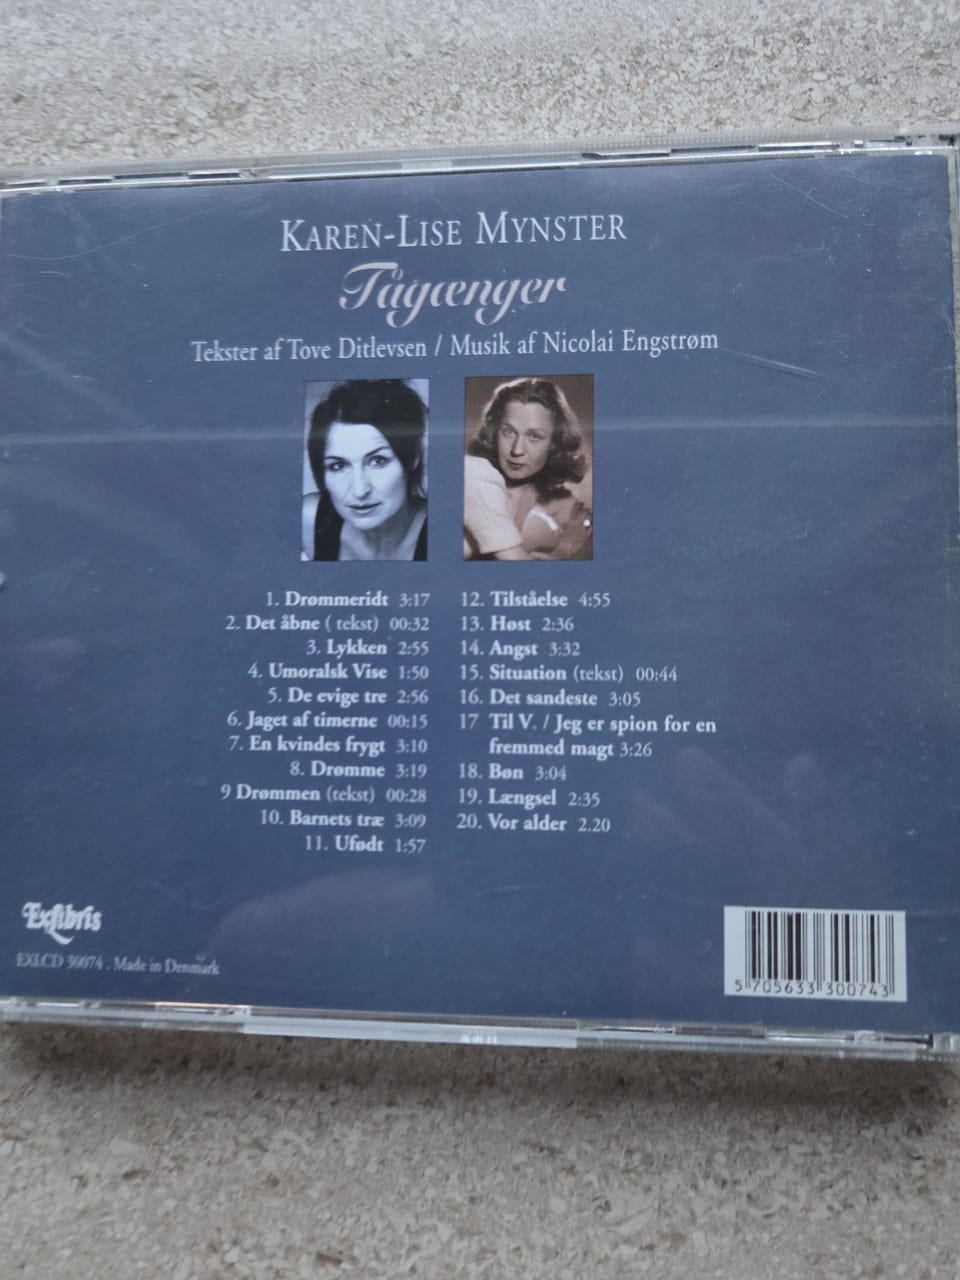 KAREN-LISE MYNSTER
Tågænger
Tekster af Tove Ditlevsen / Musik af Nicolai Engstrøm
1. Drømmeridt 3:17
2. Det åbne ( tekst) 00:32
3. Lykken 2:55
4. Umoralsk Vise 1:50
5. De evige tre 2:56
6. Jaget af timerne 00:15
7. En kvindes frygt 3:10
8. Drømme 3:19
9 Drømmen (tekst) 00:28
10. Barnets træ 3:09
11. Ufødt 1:57
12. Tilståelse 4:55
13. Høst 2:36
14. Angst 3:32
15. Situation (tekst) 00:44
16. Det sandeste 3:05
17 Til V. / Jeg er spion for en
fremmed magt 3:26
18. Bøn 3:04
19. Længsel 2:35
20. Vor alder 2.20
Exlibris
EXLCD 30074 . Made in Denmark
5 705633 300743